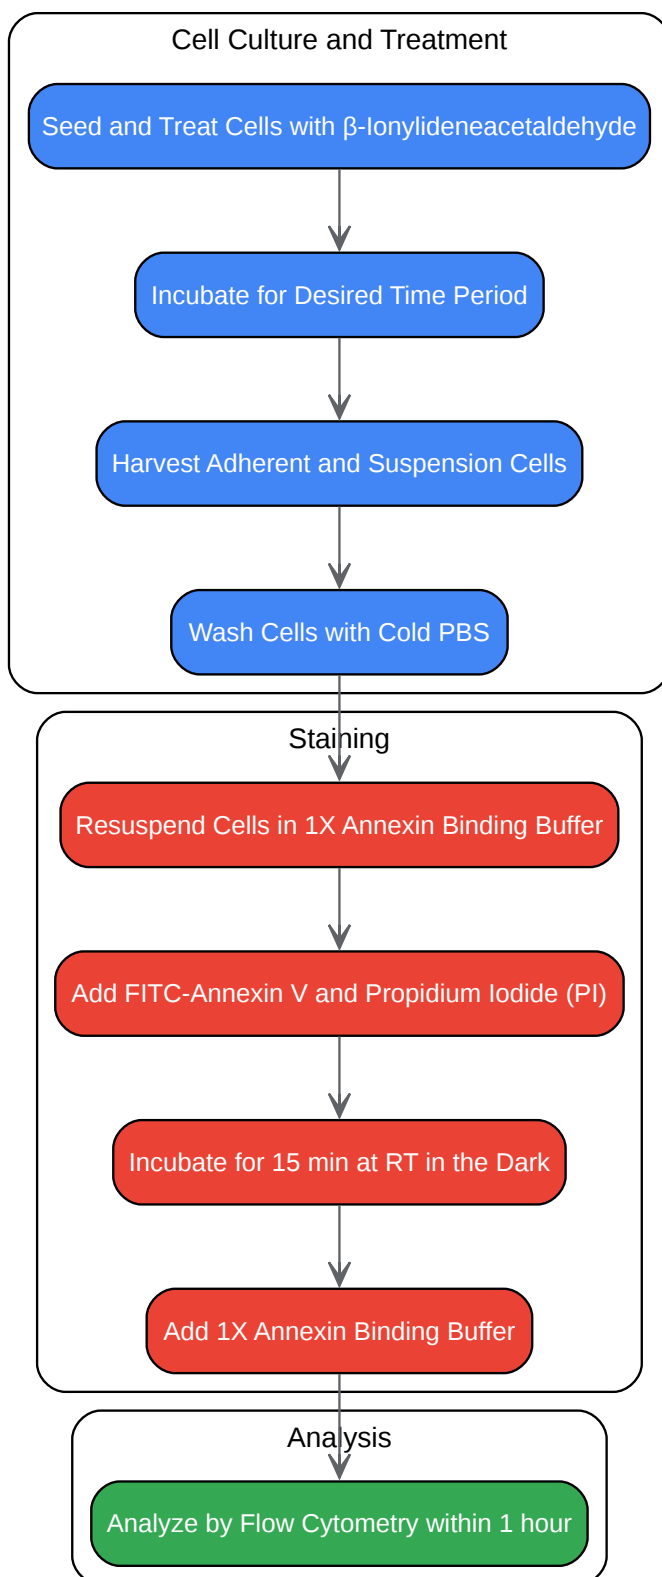 Cell Culture and Treatment
Seed and Treat Cells with β-Ionylideneacetaldehyde
Incubate for Desired Time Period
Harvest Adherent and Suspension Cells
Wash Cells with Cold PBS
Staining
Resuspend Cells in 1X Annexin Binding Buffer
Add FITC-Annexin V and Propidium Iodide (PI)
Incubate for 15 min at RT in the Dark
Add 1X Annexin Binding Buffer
Analysis
Analyze by Flow Cytometry within 1 hour